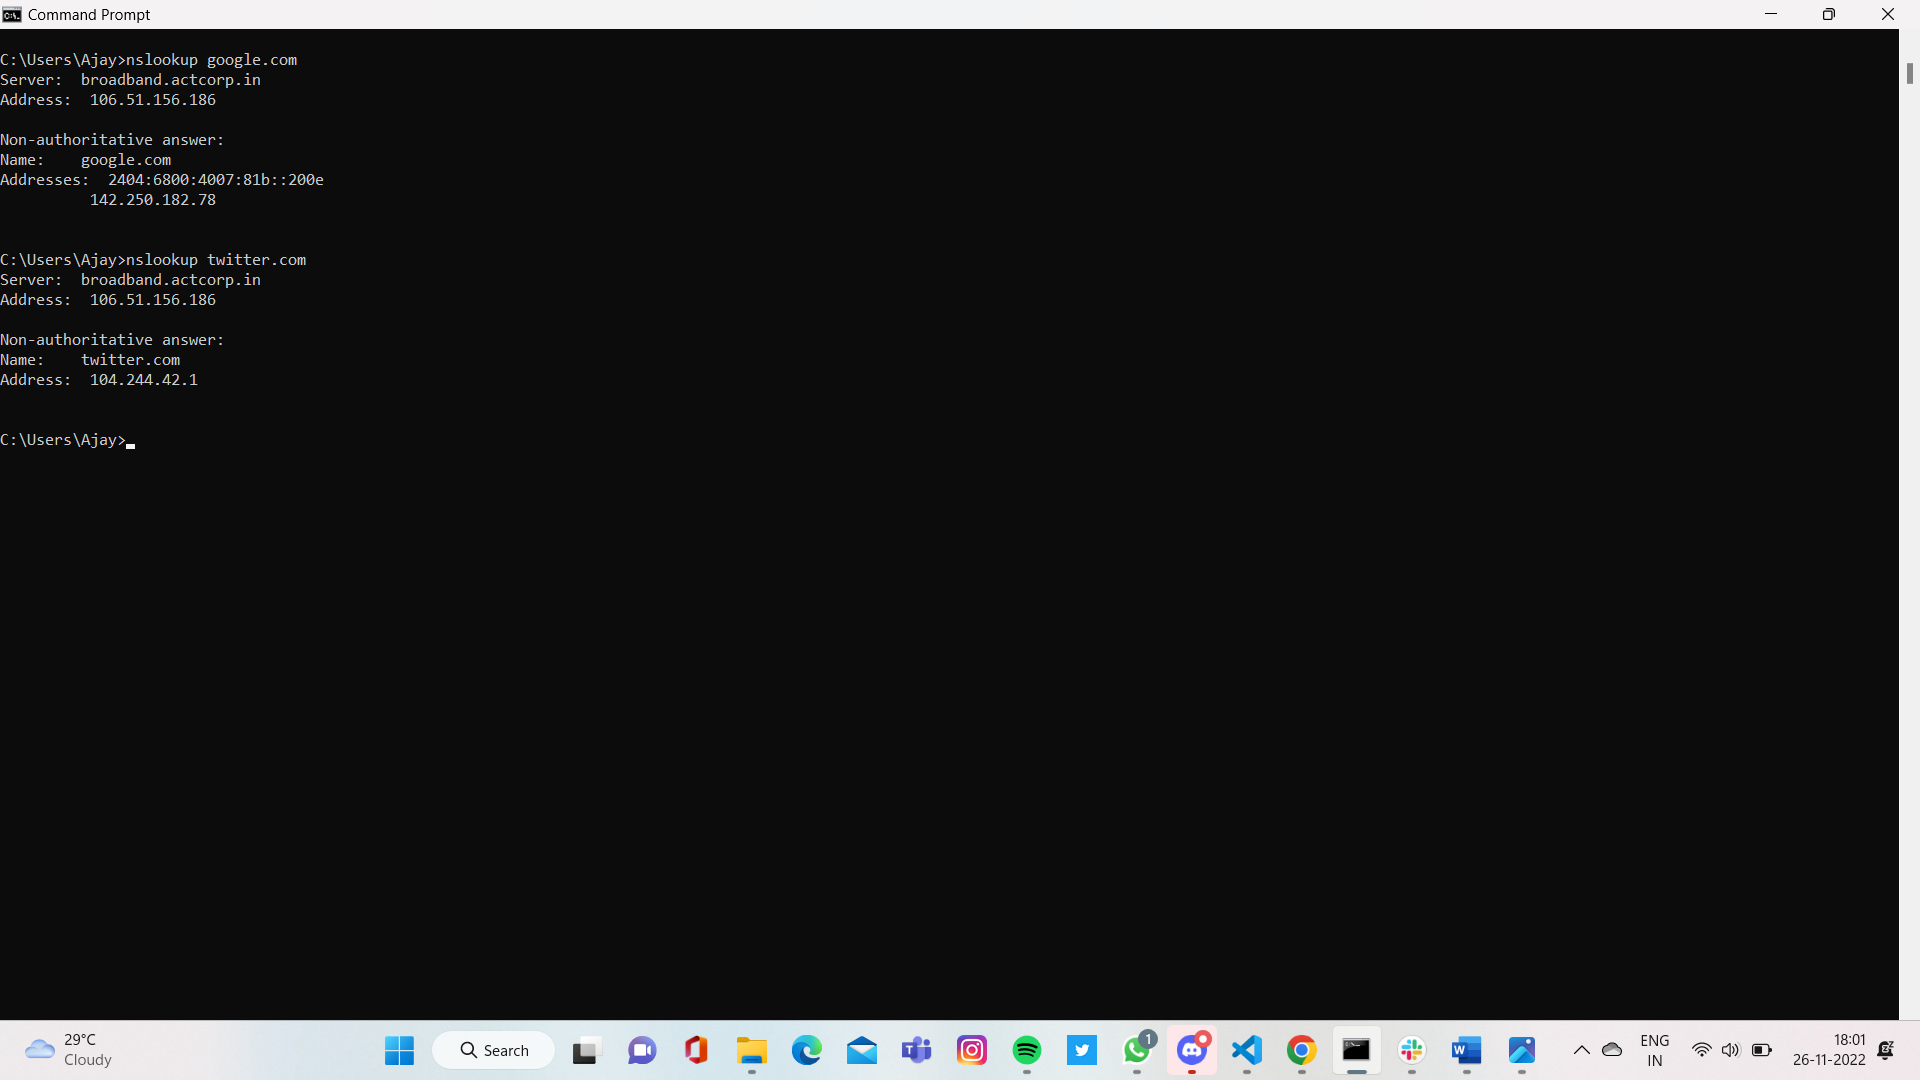 Command Prompt
C:\Users\Ajay>nslookup google.com
Server:  broadband.actcorp.in
Address:  106.51.156.186
Non-authoritative answer:
Name:    google.com
Addresses:  2404:6800:4007:81b::200e
          142.250.182.78
C:\Users\Ajay>nslookup twitter.com
Server:  broadband.actcorp.in
Address:  106.51.156.186
Non-authoritative answer:
Name:    twitter.com
Address:  104.244.42.1
C:\Users\Ajay>
29°C
Cloudy
Search
1
ENG
IN
18:01
26-11-2022